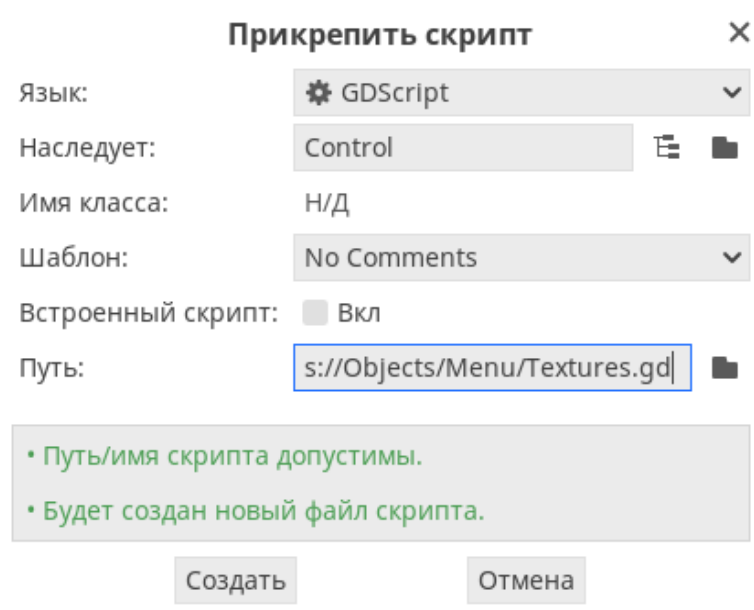 Прикрепить скрипт
Язык: GDScript
Наследует: Control
Имя класса: Н/Д
Шаблон: No Comments
Встроенный скрипт: Вкл
Путь: s://Objects/Menu/Textures.gd
• Путь/имя скрипта допустимы.
• Будет создан новый файл скрипта.
Создать Отмена